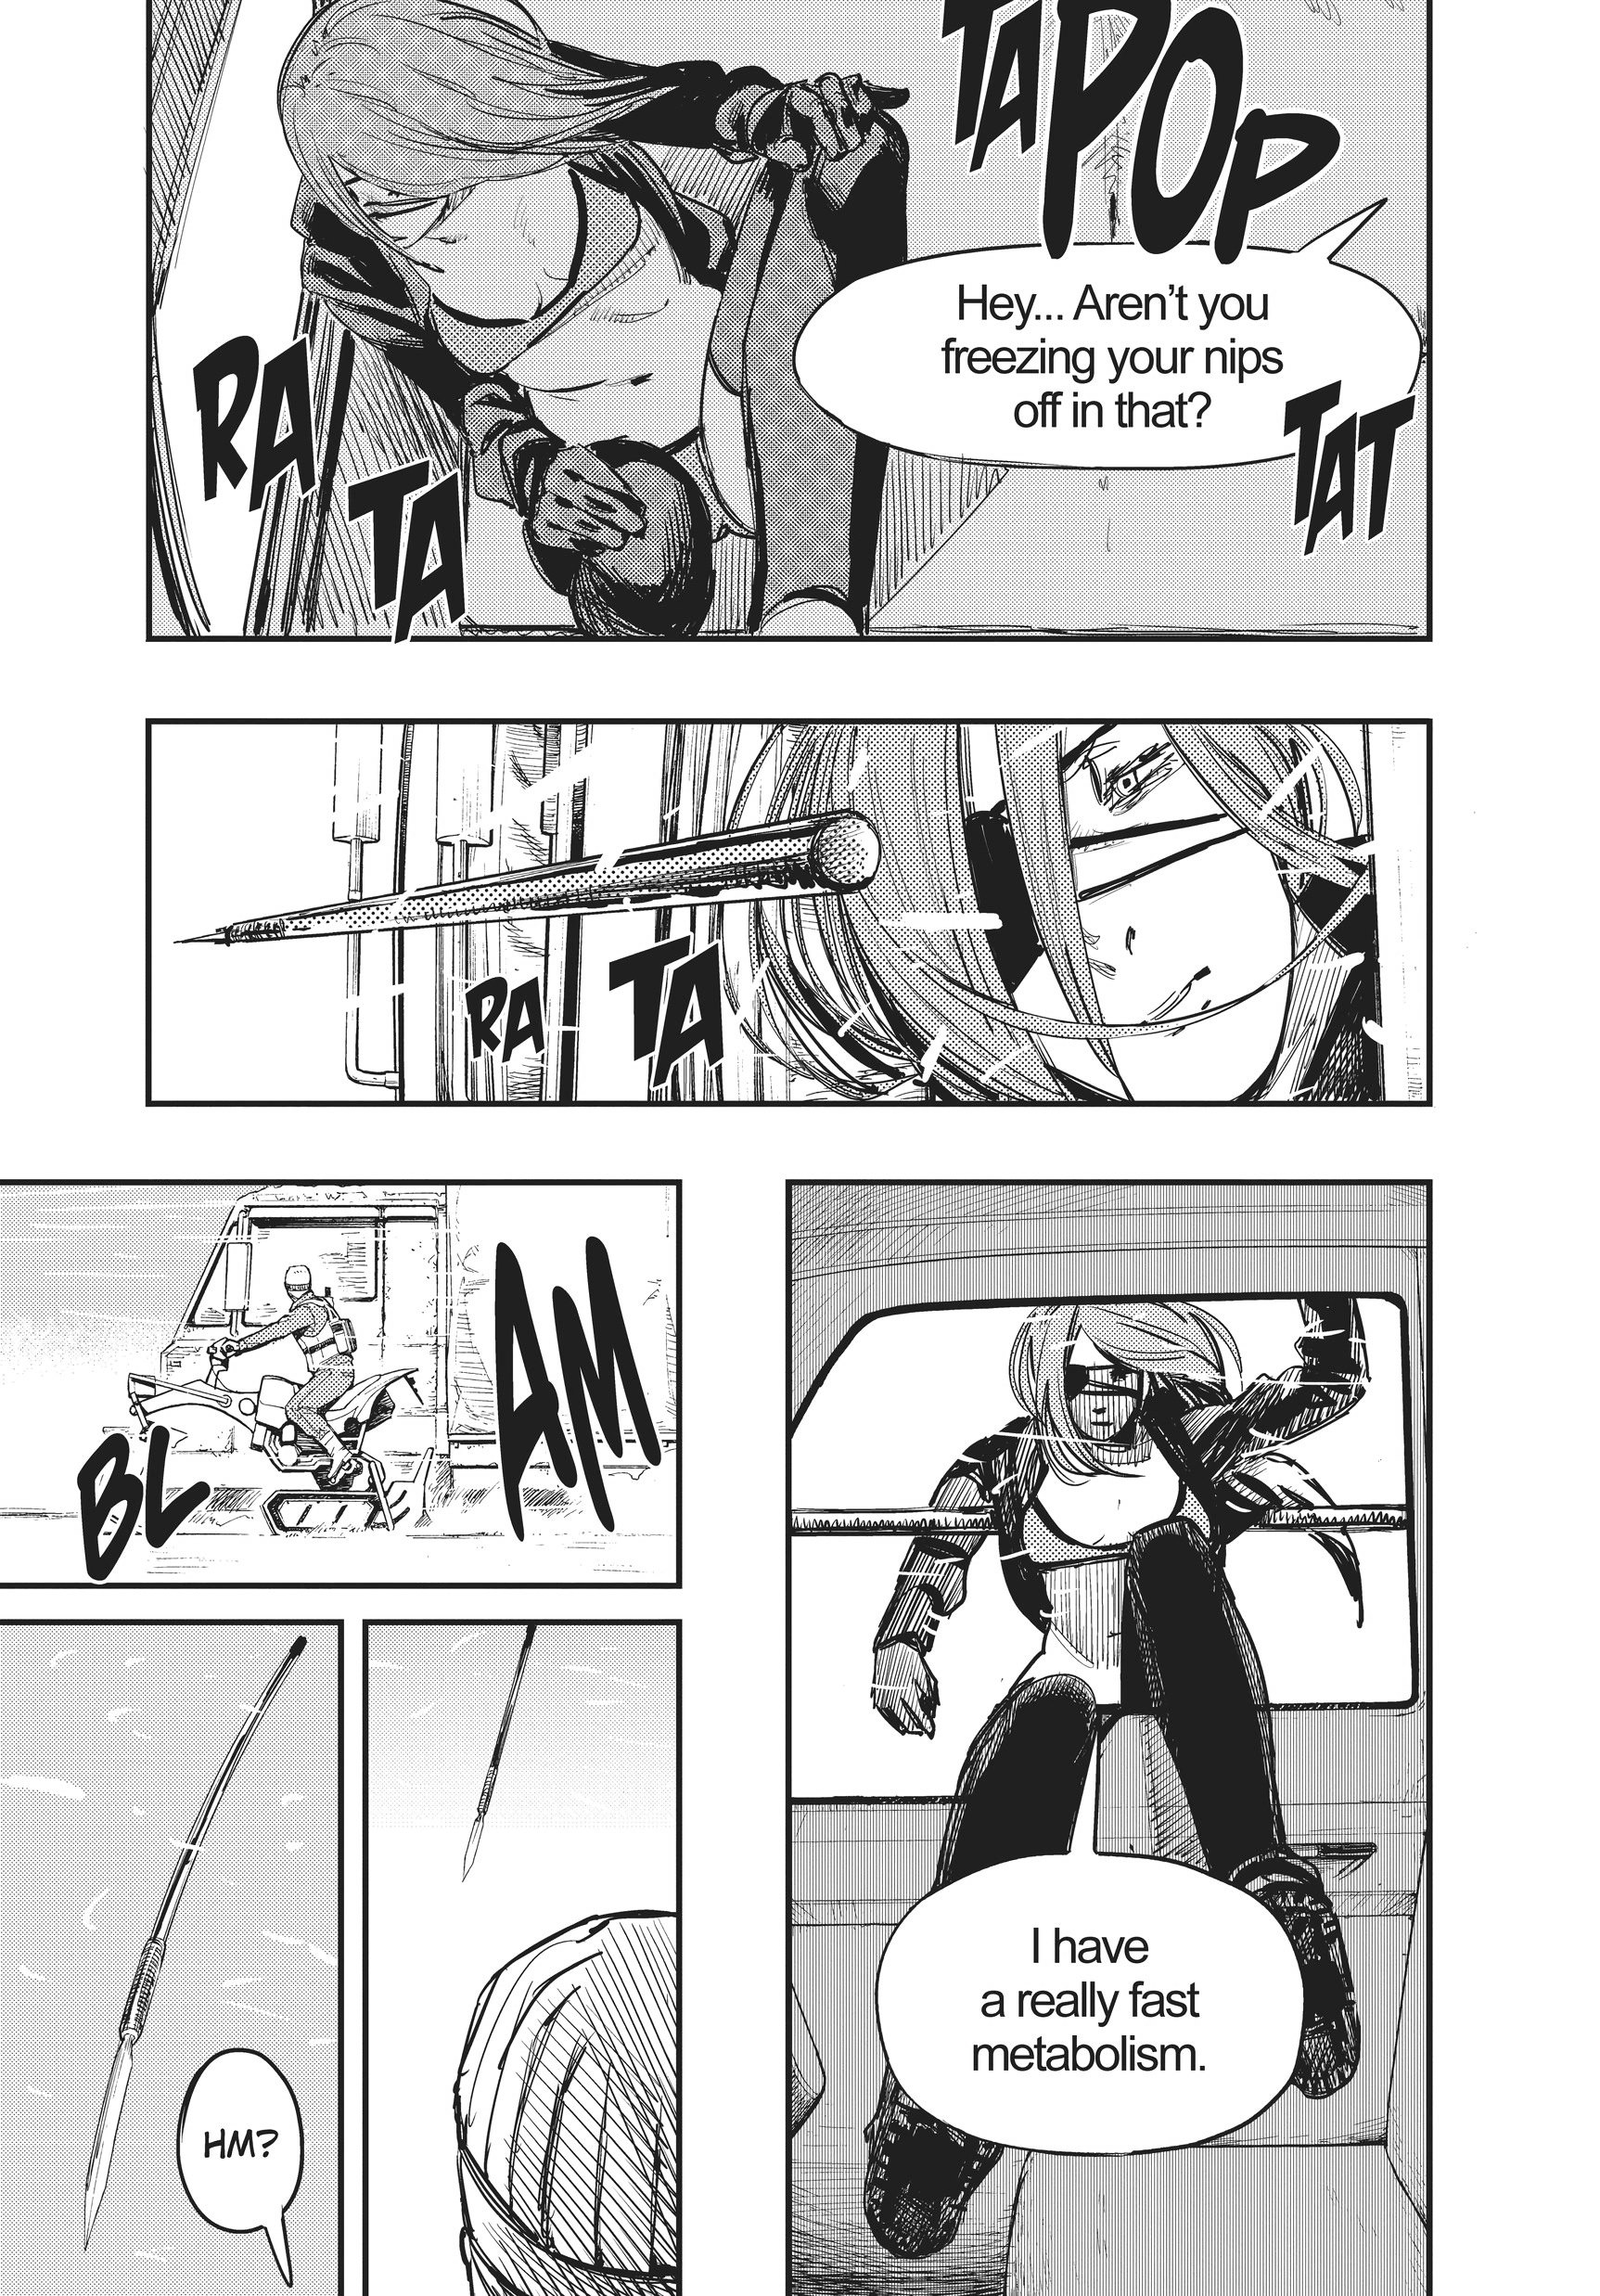 TAPOP
Hey... Aren't you
freezing your nips
off in that?
TAT
RA
TA
RA
TA
I have
a really fast
metabolism.
BL
AM
HM?